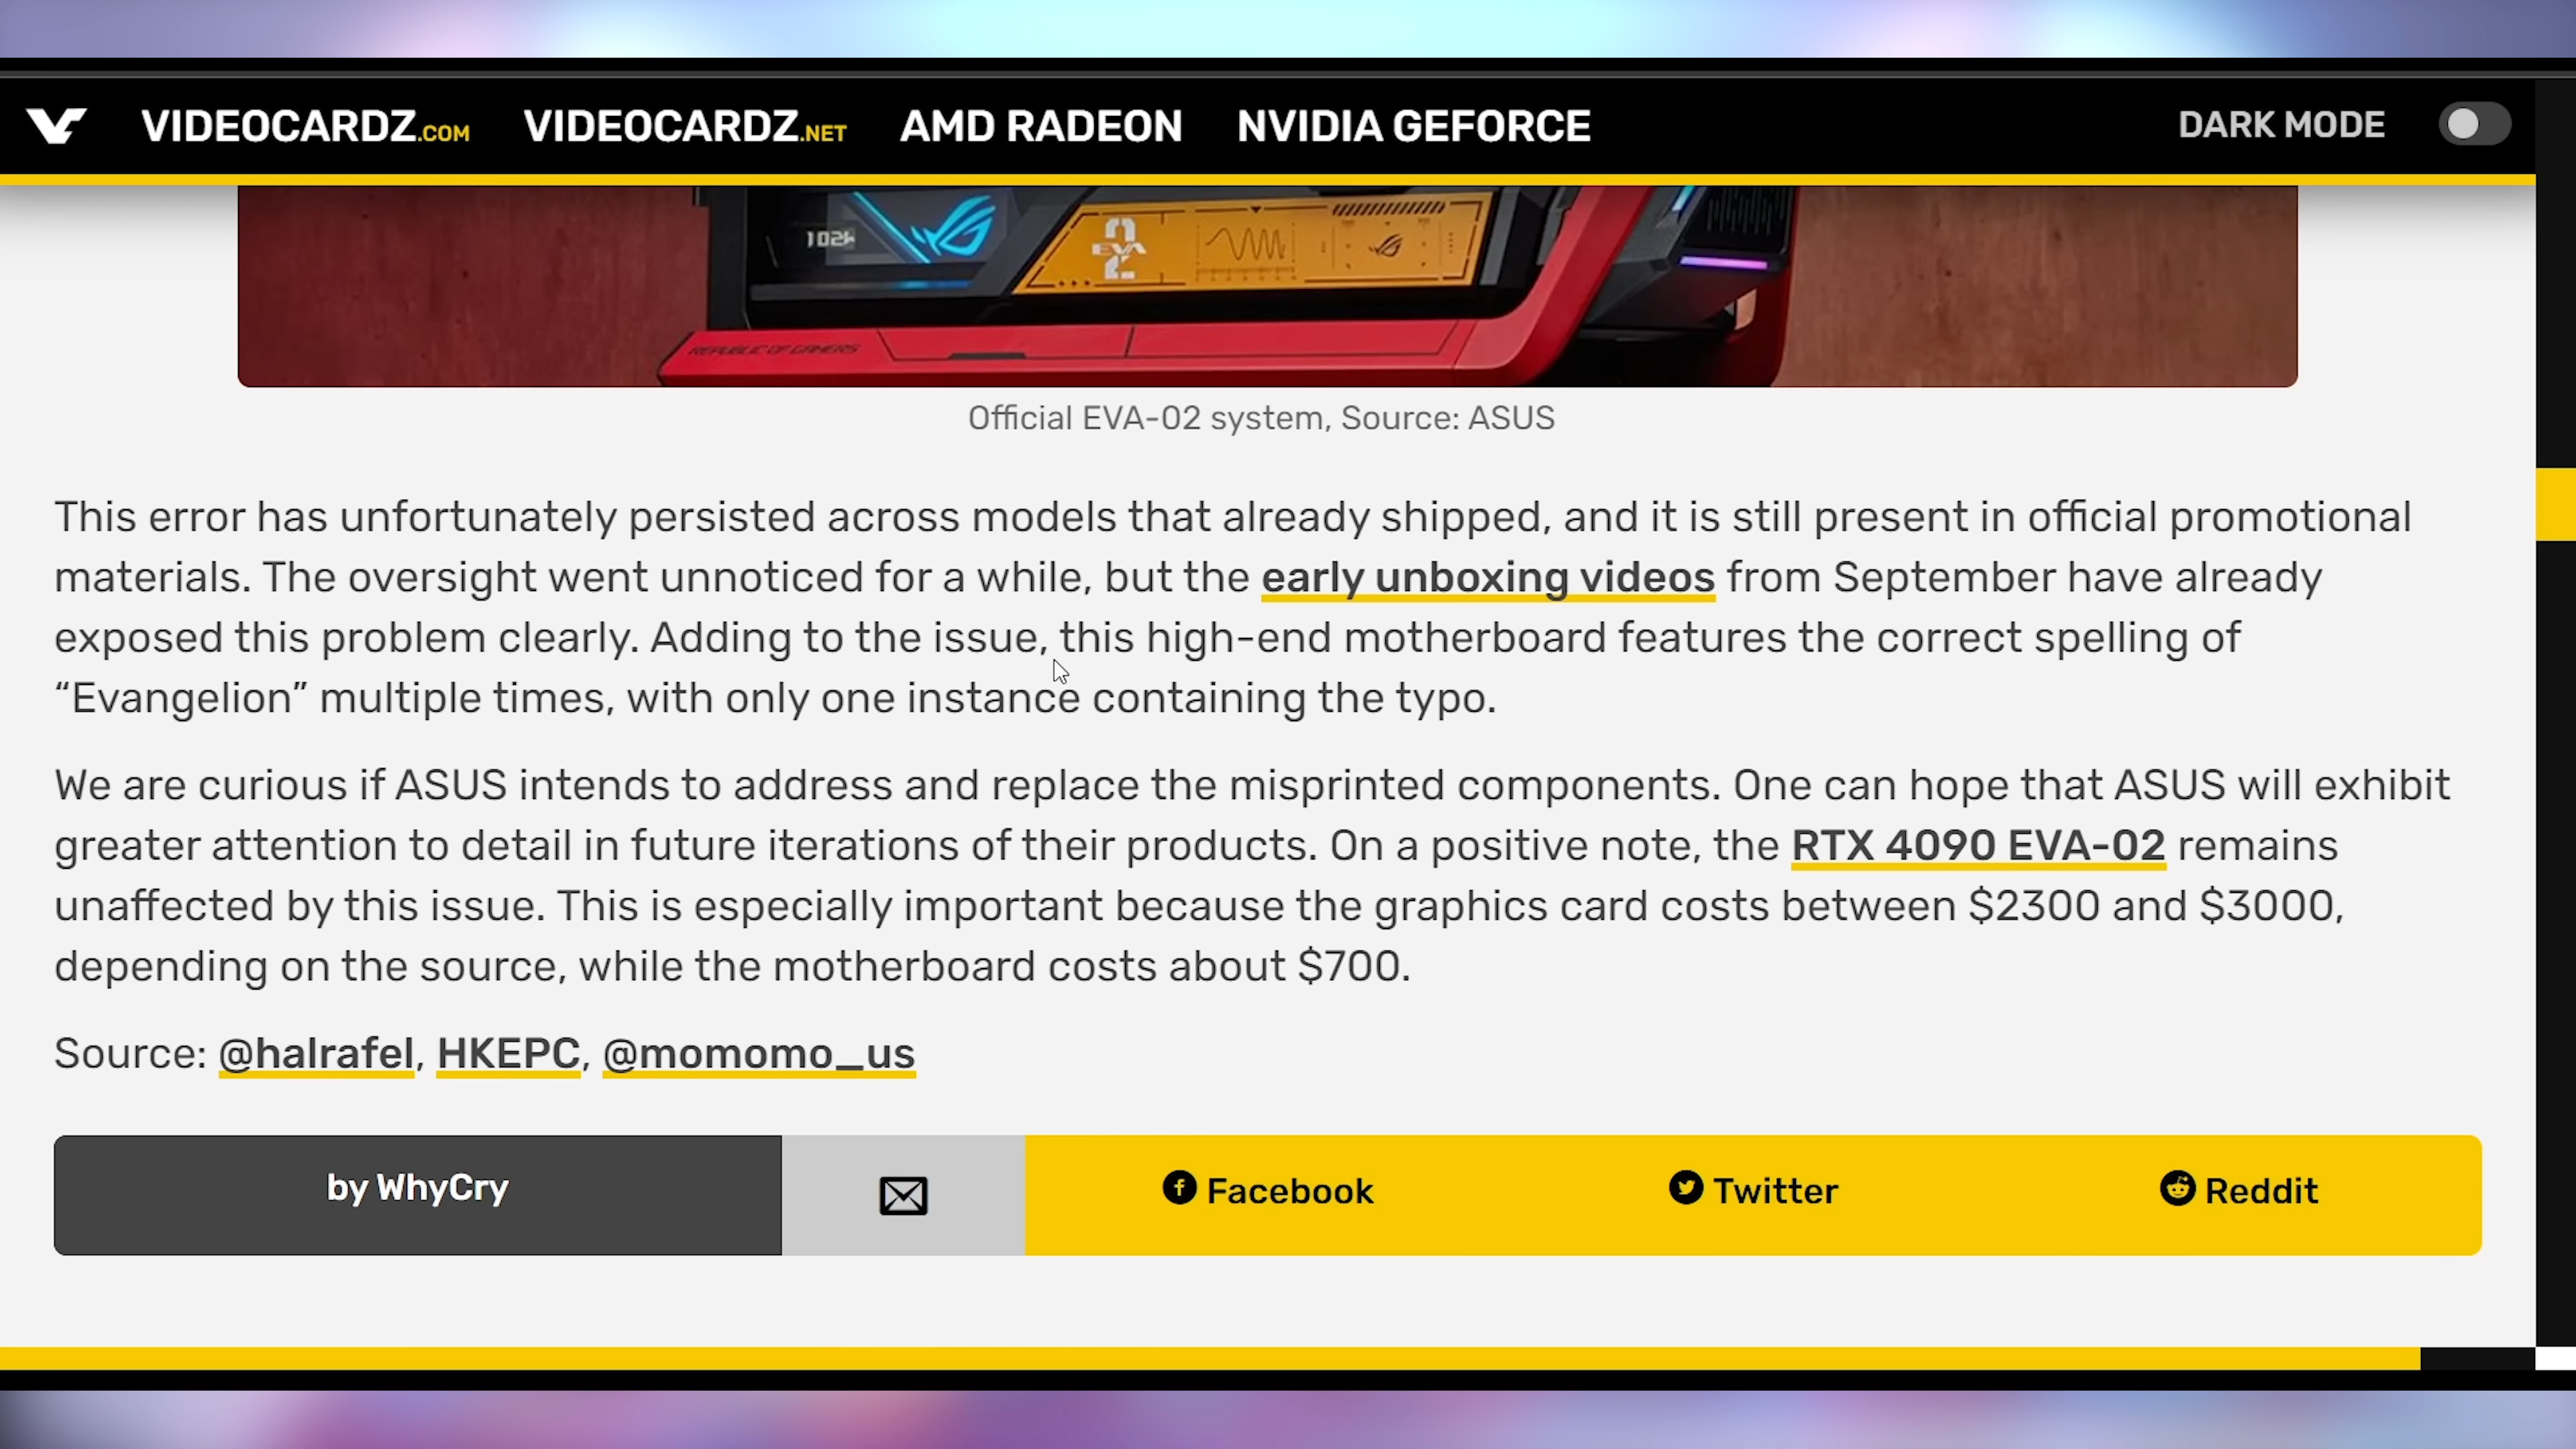 VIDEOCARDZ.COM VIDEOCARDZ.NET AMD RADEON NVIDIA GEFORCE DARK MODE
EVA
REPUBLIC OF GAMERS
Official EVA-02 system, Source: ASUS
This error has unfortunately persisted across models that already shipped, and it is still present in official promotional
materials. The oversight went unnoticed for a while, but the early unboxing videos from September have already
exposed this problem clearly. Adding to the issue, this high-end motherboard features the correct spelling of
“Evangelion” multiple times, with only one instance containing the typo.
We are curious if ASUS intends to address and replace the misprinted components. One can hope that ASUS will exhibit
greater attention to detail in future iterations of their products. On a positive note, the RTX 4090 EVA-02 remains
unaffected by this issue. This is especially important because the graphics card costs between $2300 and $3000,
depending on the source, while the motherboard costs about $700.
Source: @halrafel, HKEPC, @momomo_us
by WhyCry Facebook Twitter Reddit